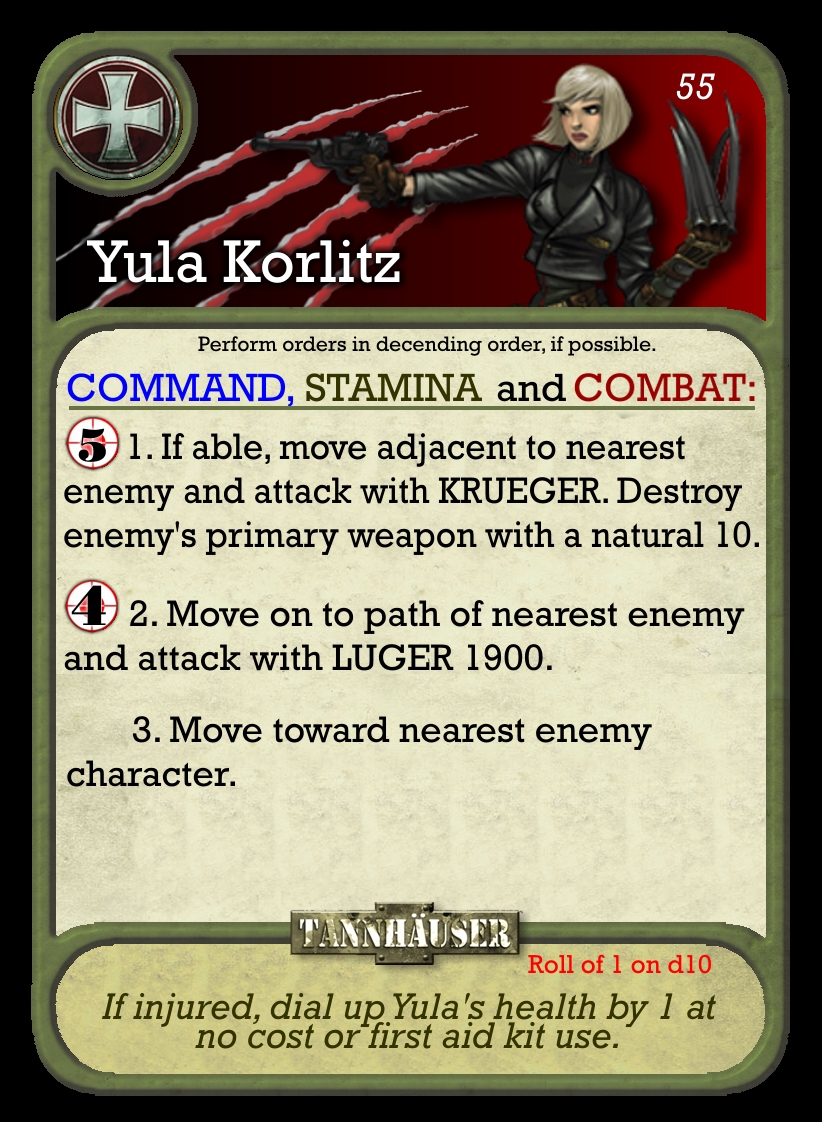 55
Yula Korlitz
Perform orders in decending order, if possible.
COMMAND, STAMINA and COMBAT:
5 1. If able, move adjacent to nearest
enemy and attack with KRUEGER. Destroy
enemy's primary weapon with a natural 10.
4 2. Move on to path of nearest enemy
and attack with LUGER 1900.
3. Move toward nearest enemy
character.
TANNHÄUSER
Roll of 1 on d10
If injured, dial up Yula's health by 1 at
no cost or first aid kit use.